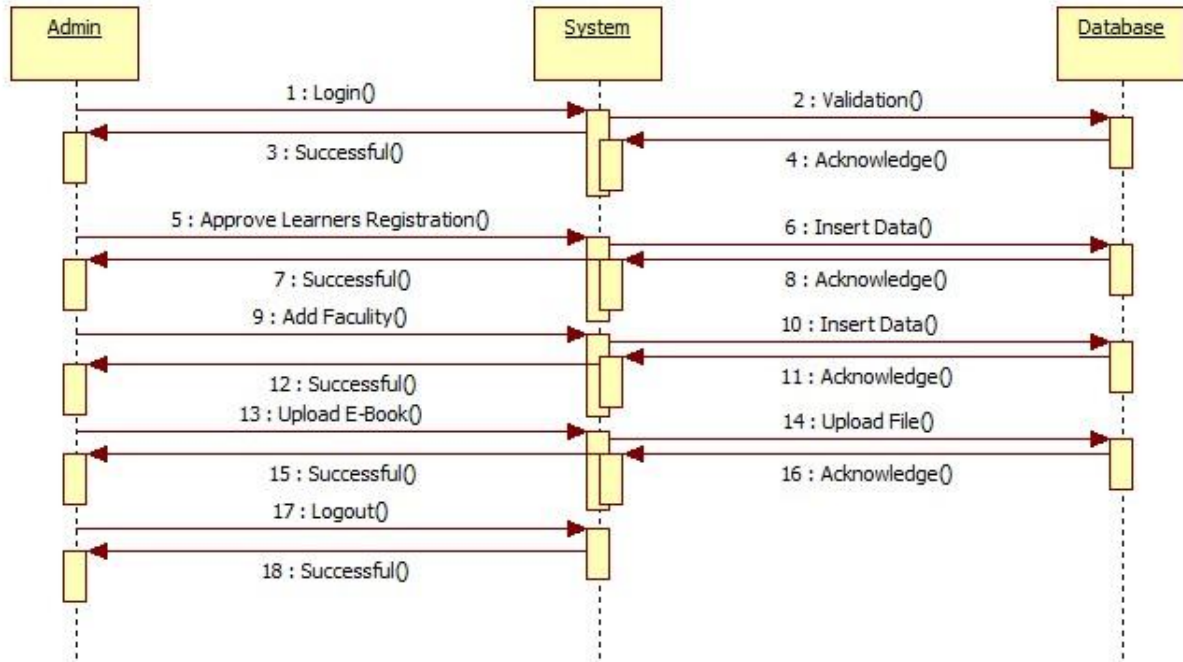 Admin
System
Database
1 : Login()
2 : Validation()
3 : Successful()
4 : Acknowledge()
5 : Approve Learners Registration()
6 : Insert Data()
7 : Successful()
8 : Acknowledge()
9 : Add Faculity()
10 : Insert Data()
12 : Successful()
11 : Acknowledge()
13 : Upload E-Book()
14 : Upload File()
15 : Successful()
16 : Acknowledge()
17 : Logout()
18 : Successful()